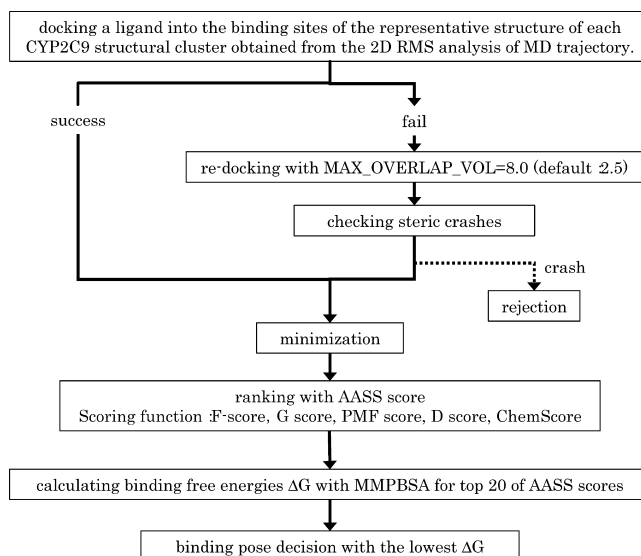 docking a ligand into the binding sites of the representative structure of each
CYP2C9 structural cluster obtained from the 2D RMS analysis of MD trajectory.
success
fail
re-docking with MAX_OVERLAP_VOL=8.0 (default :2.5)
checking steric crashes
crash
rejection
minimization
ranking with AASS score
Scoring function :F-score, G score, PMF score, D score, ChemScore
calculating binding free energies ΔG with MMPBSA for top 20 of AASS scores
binding pose decision with the lowest ΔG